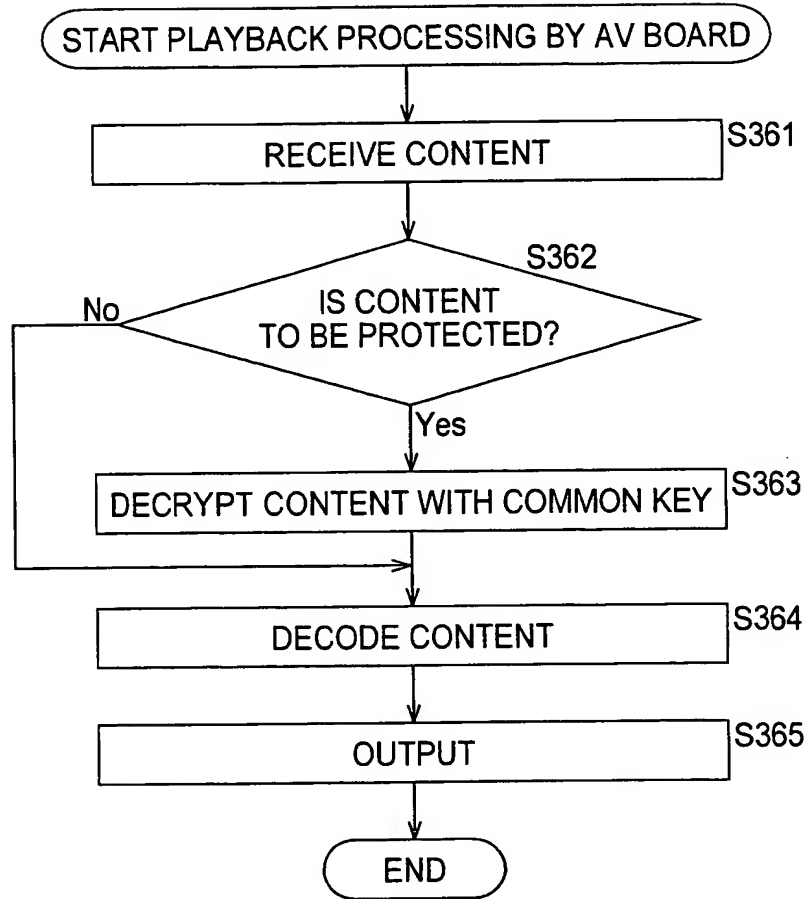 START PLAYBACK PROCESSING BY AV BOARD
S361
RECEIVE CONTENT
S362
IS CONTENT
TO BE PROTECTED?
No
Yes
S363
DECRYPT CONTENT WITH COMMON KEY
S364
DECODE CONTENT
S365
OUTPUT
END